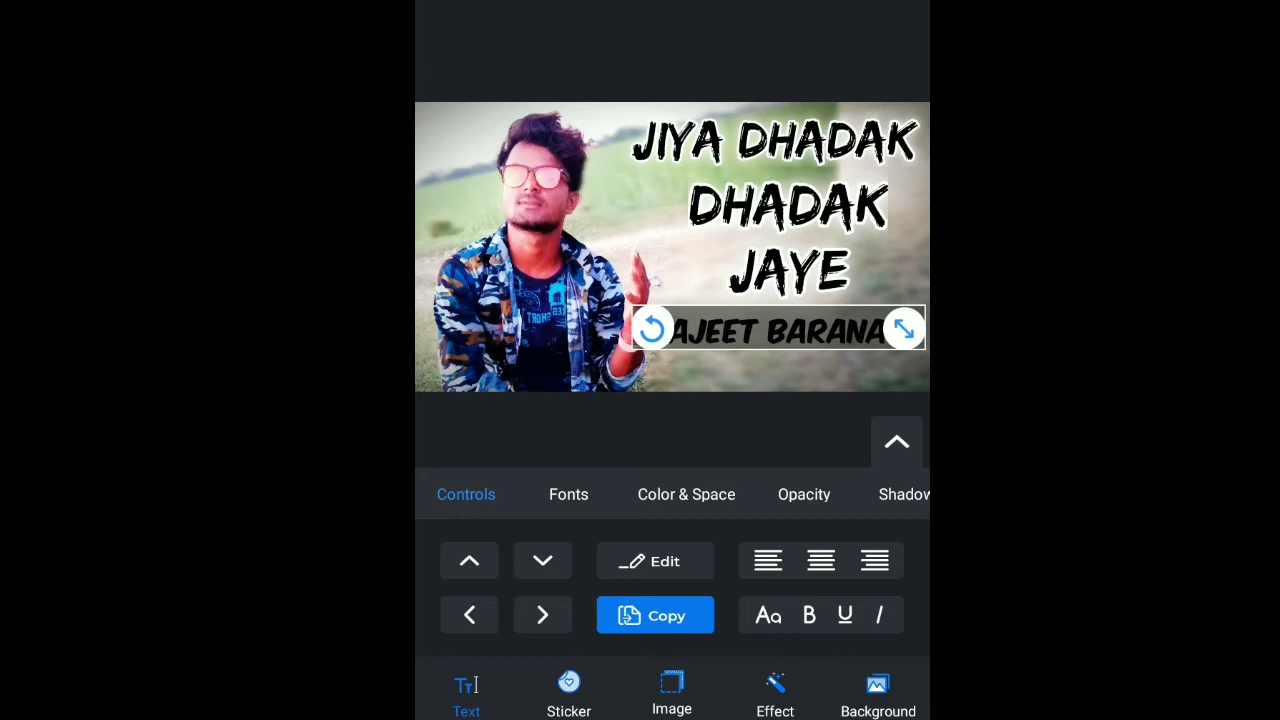 JIYA DHADAK
DHADAK
JAYE
AJEET BARANA
Controls Fonts Color & Space Opacity Shadow
Edit
Copy Aa B U I
Text Sticker Image Effect Background